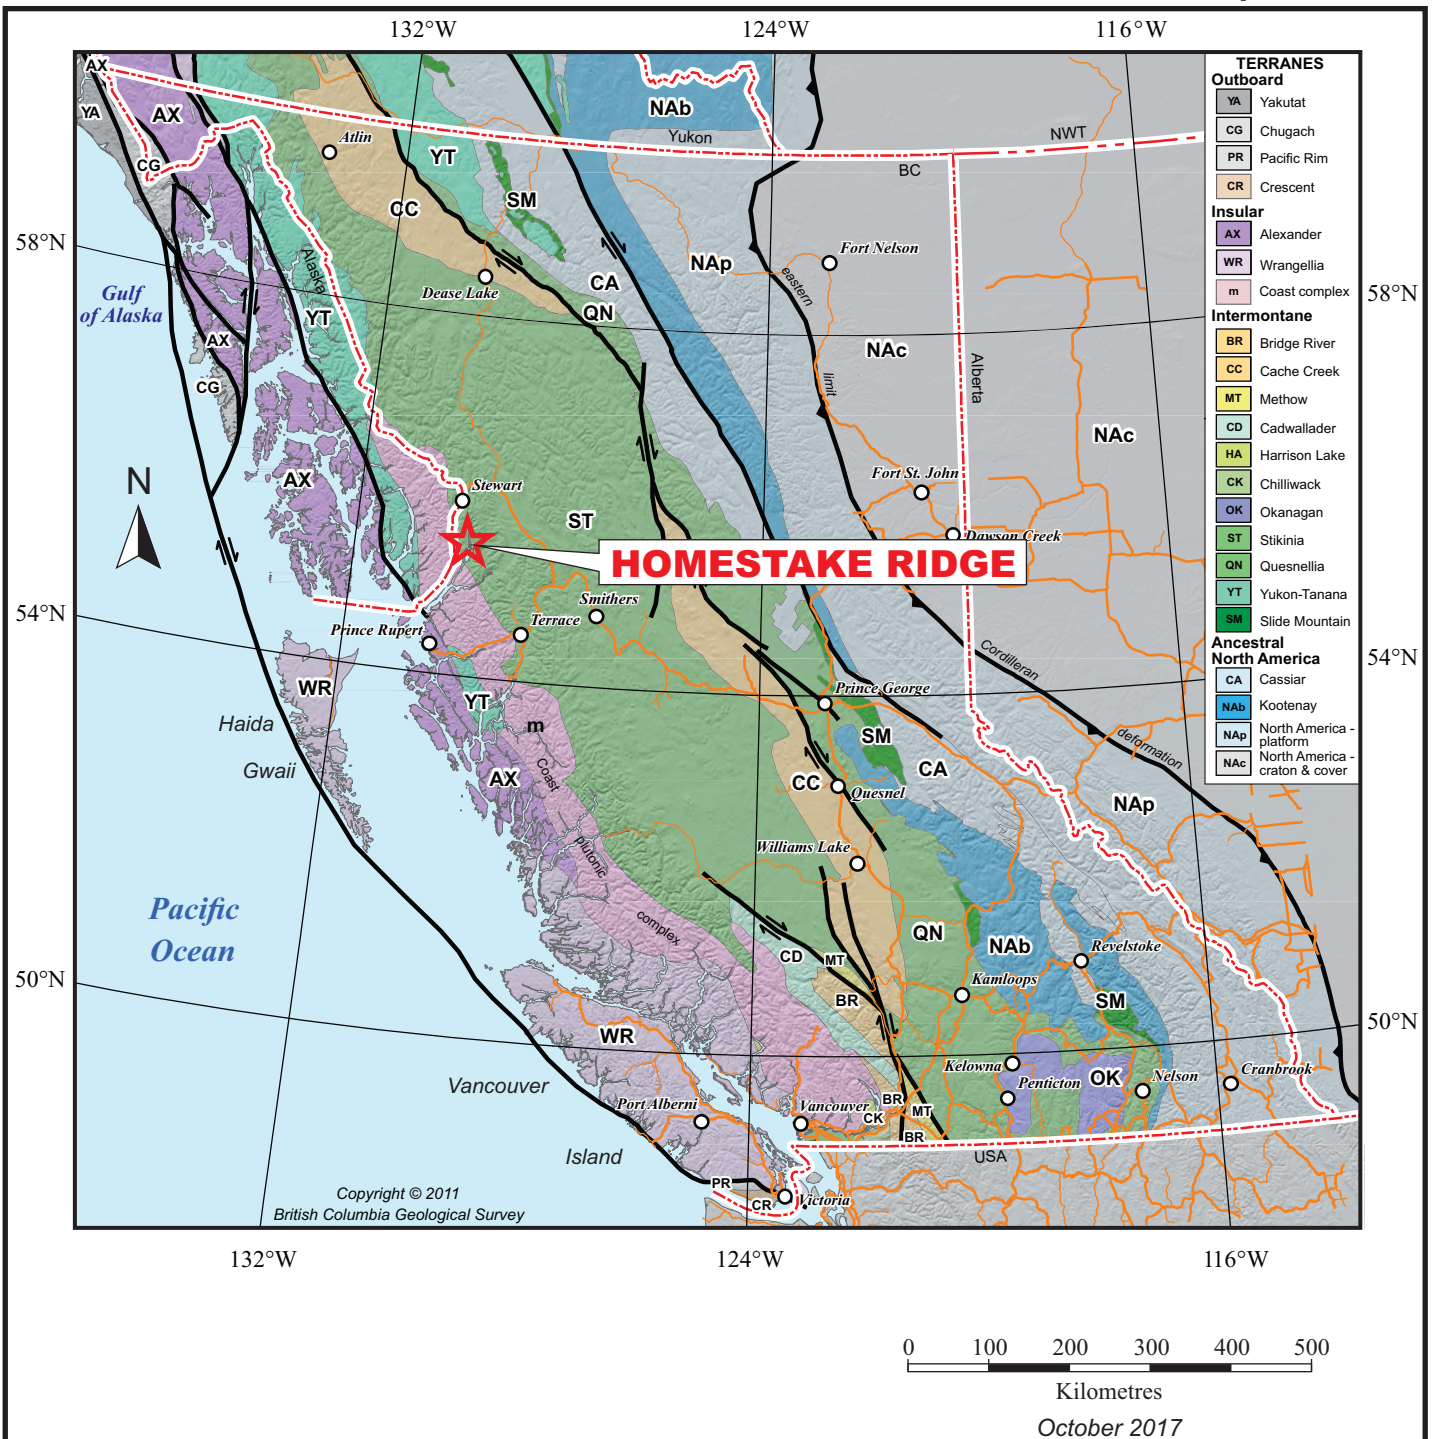 132°W
124°W
116°W
AX
YA
AX
CG
Atlin
YT
NAb
Yukon
NWT
BC
CC
SM
58°N
Alaska
NAp
Fort Nelson
Gulf
of Alaska
Dease Lake
CA
eastern
58°N
YT
QN
AX
NAc
limit
Alberta
CG
NAc
N
AX
Fort St. John
Stewart
ST
Dawson Creek
HOMESTAKE RIDGE
54°N
Smithers
Prince Rupert
Terrace
Cordilleran
54°N
WR
YT
Prince George
Haida
m
SM
deformation
Gwaii
Coast
AX
CC
CA
Quesnel
NAp
plutonic
Williams Lake
Pacific
Ocean
complex
QN
NAb
Revelstoke
CD
MT
50°N
Kamloops
BR
SM
50°N
WR
Kelowna
OK
Cranbrook
Vancouver
Penticton
Nelson
Port Alberni
Vancouver
BR
CK
MT
BR
Island
USA
PR
CR
Victoria
Copyright © 2011
British Columbia Geological Survey
TERRANES
Outboard
YA Yakutat
CG Chugach
PR Pacific Rim
CR Crescent
Insular
AX Alexander
WR Wrangellia
m Coast complex
Intermontane
BR Bridge River
CC Cache Creek
MT Methow
CD Cadwallader
HA Harrison Lake
CK Chilliwack
OK Okanagan
ST Stikinia
QN Quesnellia
YT Yukon-Tanana
SM Slide Mountain
Ancestral
North America
CA Cassiar
NAb Kootenay
NAp North America -
platform
NAc North America -
craton & cover
132°W
124°W
116°W
0 100 200 300 400 500
Kilometres
October 2017